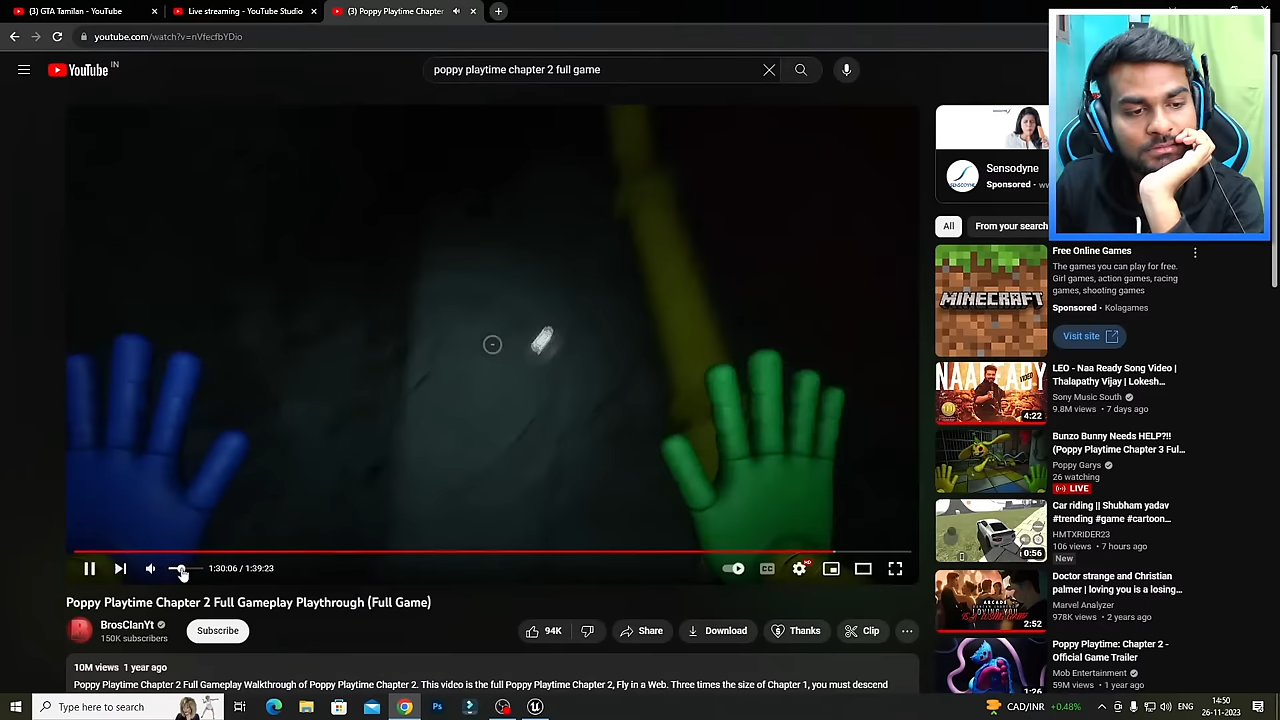 (3) GTA Tamilan - YouTube
Live streaming - YouTube Studio
(3) Poppy Playtime Chapter
youtube.com/watch?v=nVfecfbYDio
YouTube IN
poppy playtime chapter 2 full game
Sensodyne
Sponsored
All
From your search
Free Online Games
The games you can play for free.
Girl games, action games, racing
games, shooting games
Sponsored • Kolagames
MINECRAFT
Visit site
LEO - Naa Ready Song Video |
Thalapathy Vijay | Lokesh...
Sony Music South
9.8M views • 7 days ago
4:22
Bunzo Bunny Needs HELP?!!
(Poppy Playtime Chapter 3 Ful...
Poppy Garys
26 watching
LIVE
Car riding || Shubham yadav
#trending #game #cartoon...
HMTXRIDER23
106 views • 7 hours ago
New
0:56
Doctor strange and Christian
palmer | loving you is a losing...
Marvel Analyzer
978K views • 2 years ago
2:52
Poppy Playtime: Chapter 2 -
Official Game Trailer
Mob Entertainment
59M views • 1 year ago
1:26
1:30:06 / 1:39:23
Poppy Playtime Chapter 2 Full Gameplay Playthrough (Full Game)
BrosClanYt
150K subscribers
Subscribe
94K
Share
Download
Thanks
Clip
10M views 1 year ago
Poppy Playtime Chapter 2 Full Gameplay Walkthrough of Poppy Playtime
video is the full Poppy Playtime Chapter 2, Fly in a Web. Three times the size of Chapter 1, you must descend
Type here to search
CAD/INR +0.48%
ENG
14:50
26-11-2023